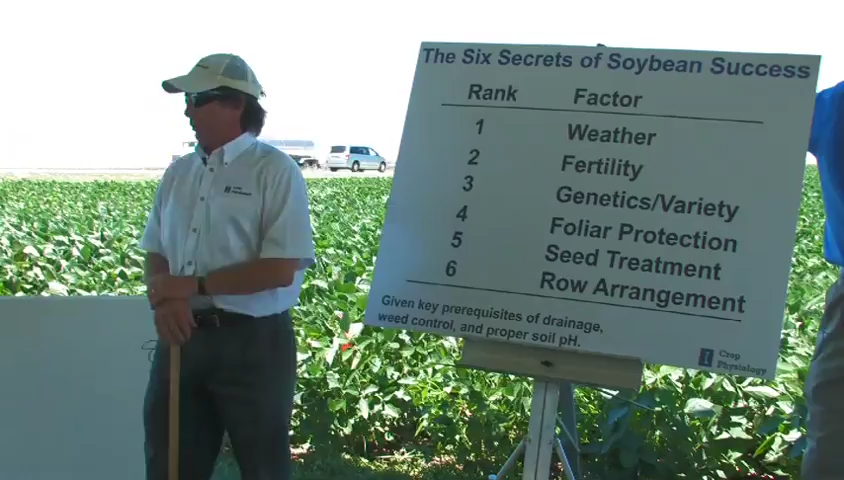 The Six Secrets of Soybean Success
Rank Factor
1 Weather
2 Fertility
3 Genetics/Variety
4 Foliar Protection
5 Seed Treatment
6 Row Arrangement
Given key prerequisites of drainage,
weed control, and proper soil pH.
I Crop
Physiology